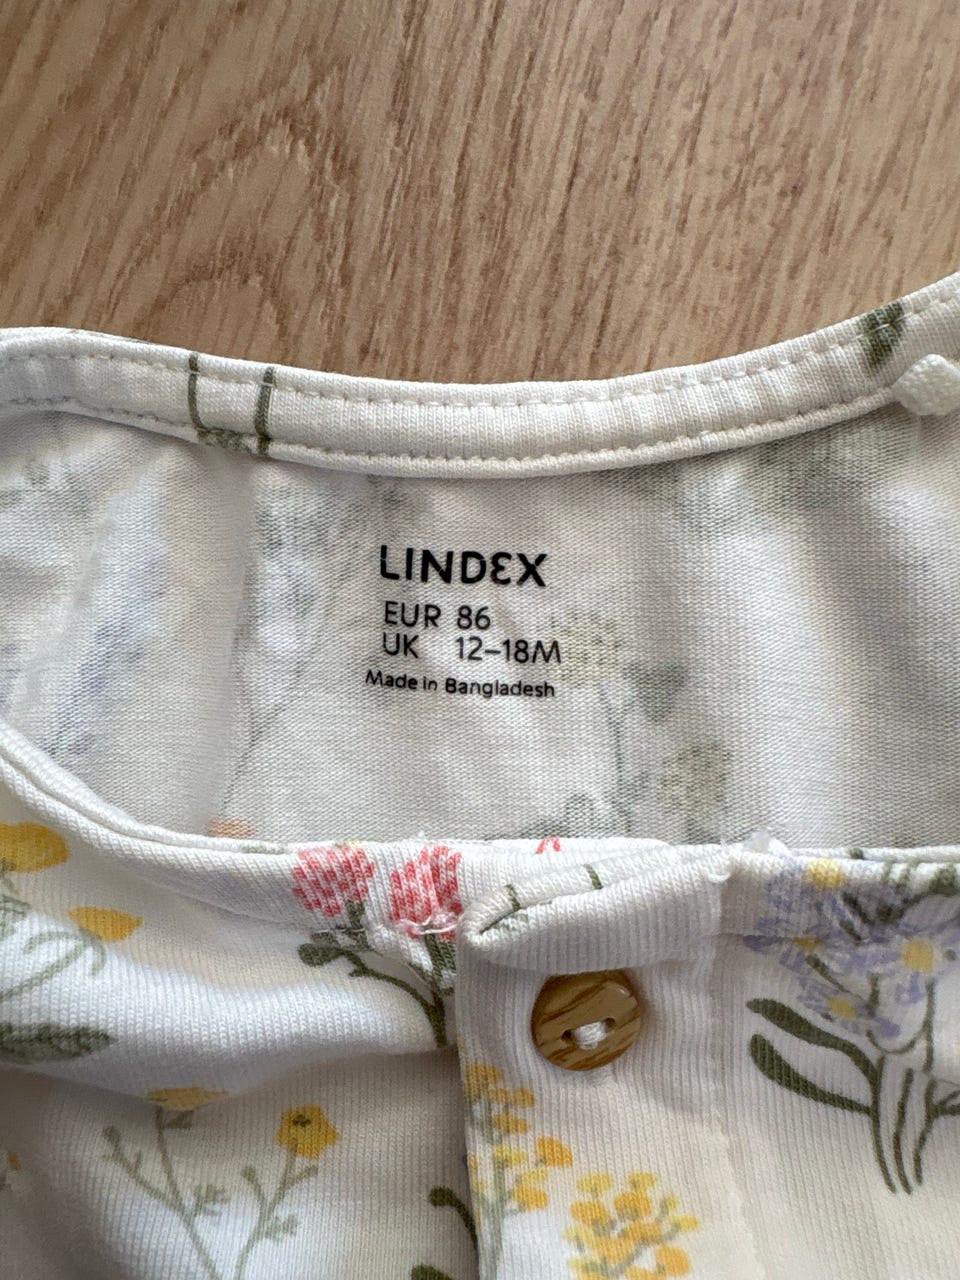 LINDEX
EUR 86
UK 12–18M
Made in Bangladesh